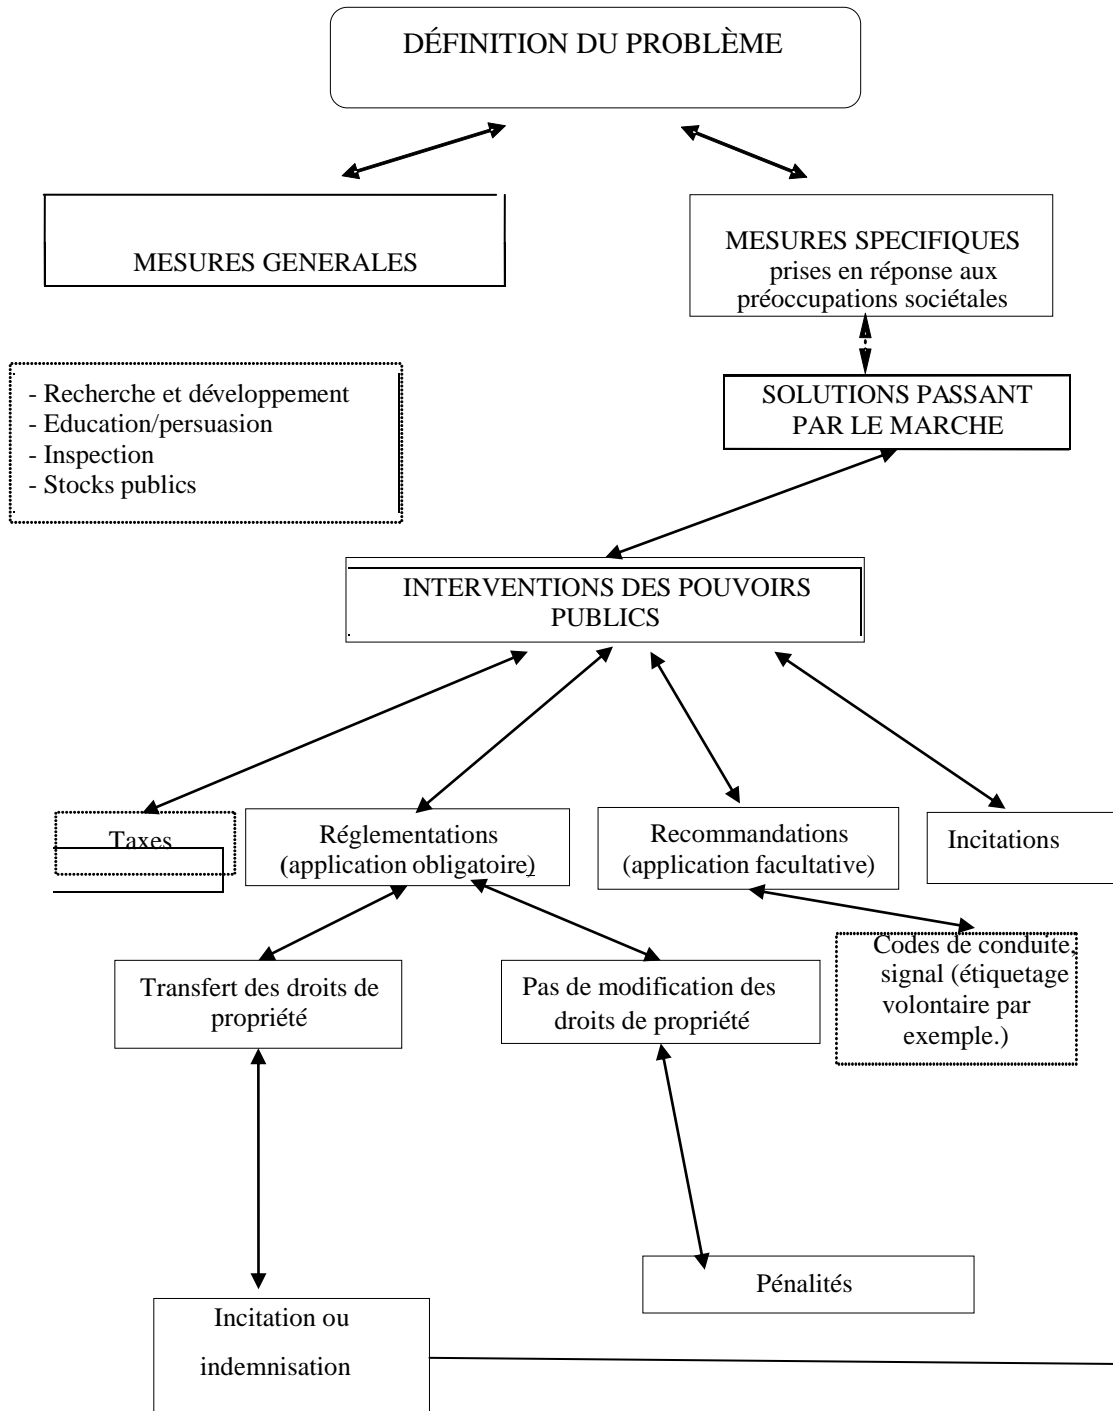 DÉFINITION DU PROBLÈME
MESURES GENERALES
MESURES SPECIFIQUES
prises en réponse aux
préoccupations sociétales
- Recherche et développement
- Education/persuasion
- Inspection
- Stocks publics
SOLUTIONS PASSANT
PAR LE MARCHE
INTERVENTIONS DES POUVOIRS
PUBLICS
Taxes
Réglementations
(application obligatoire)
Recommandations
(application facultative)
Incitations
Transfert des droits de
propriété
Pas de modification des
droits de propriété
Codes de conduite,
signal (étiquetage
volontaire par
exemple.)
Pénalités
Incitation ou
indemnisation